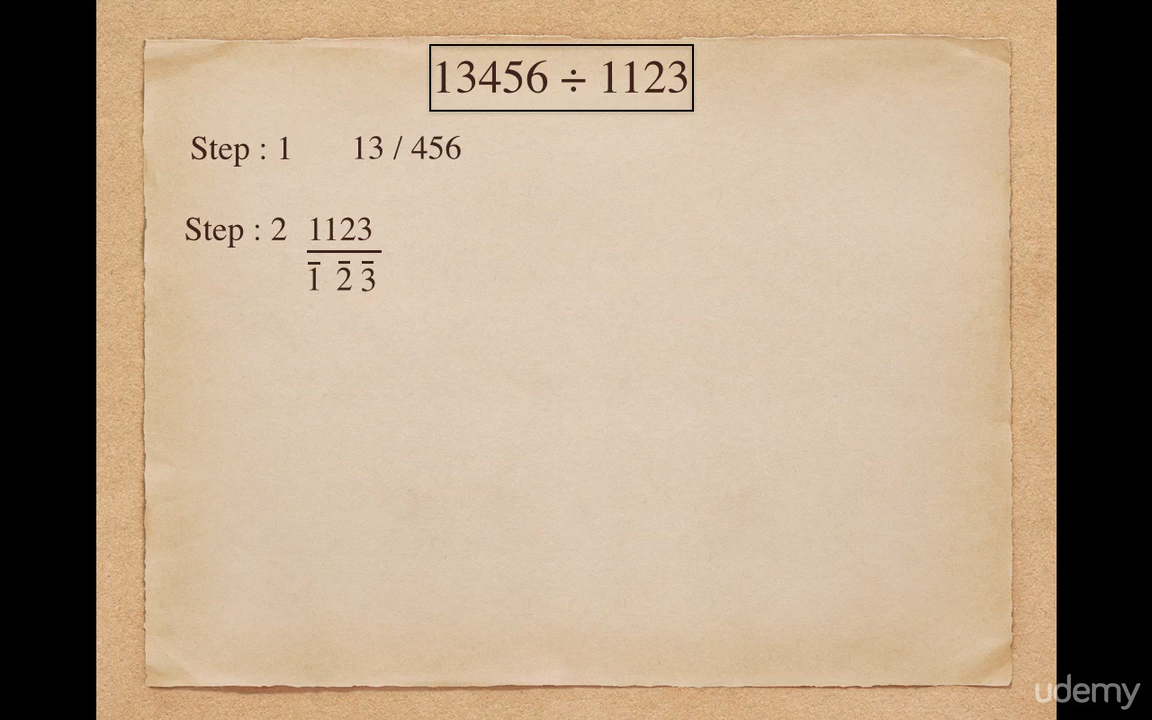 13456 ÷ 1123
Step : 1 13 / 456
Step : 2 1123
1̅ 2̅ 3̅
udemy